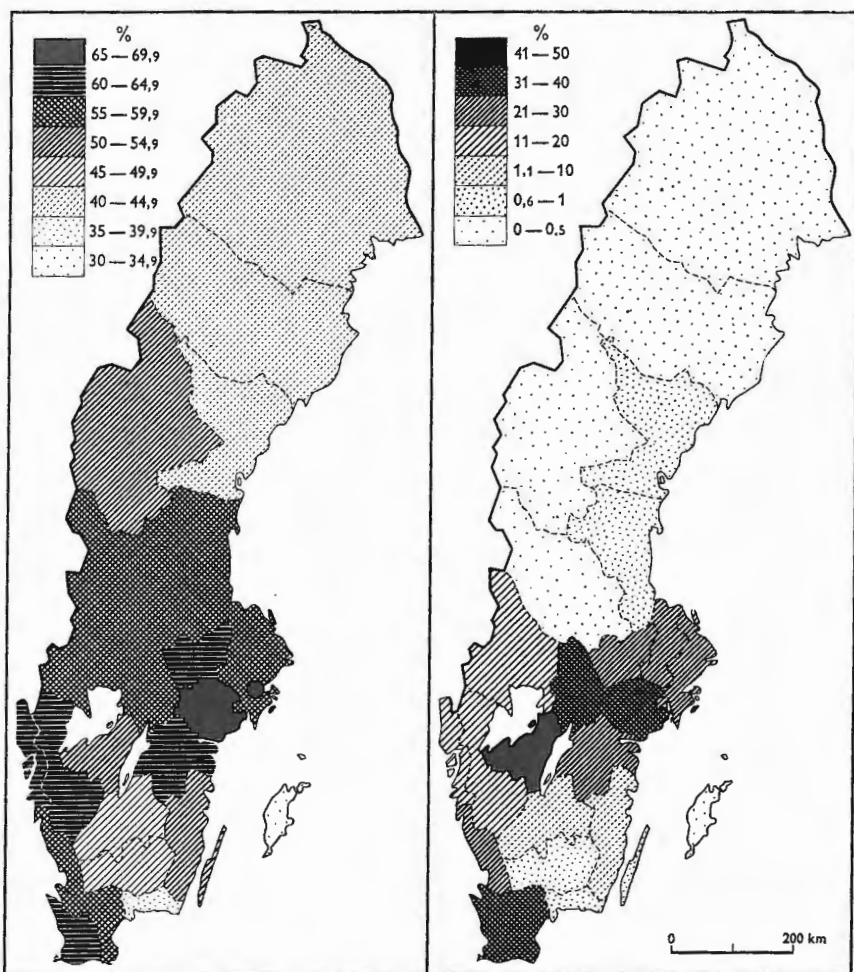 %
65 — 69,9
60 — 64,9
55 — 59,9
50 — 54,9
45 — 49,9
40 — 44,9
35 — 39,9
30 — 34,9
%
41 — 50
31 — 40
21 — 30
11 — 20
1,1 — 10
0,6 — 1
0 — 0,5
0 200 km